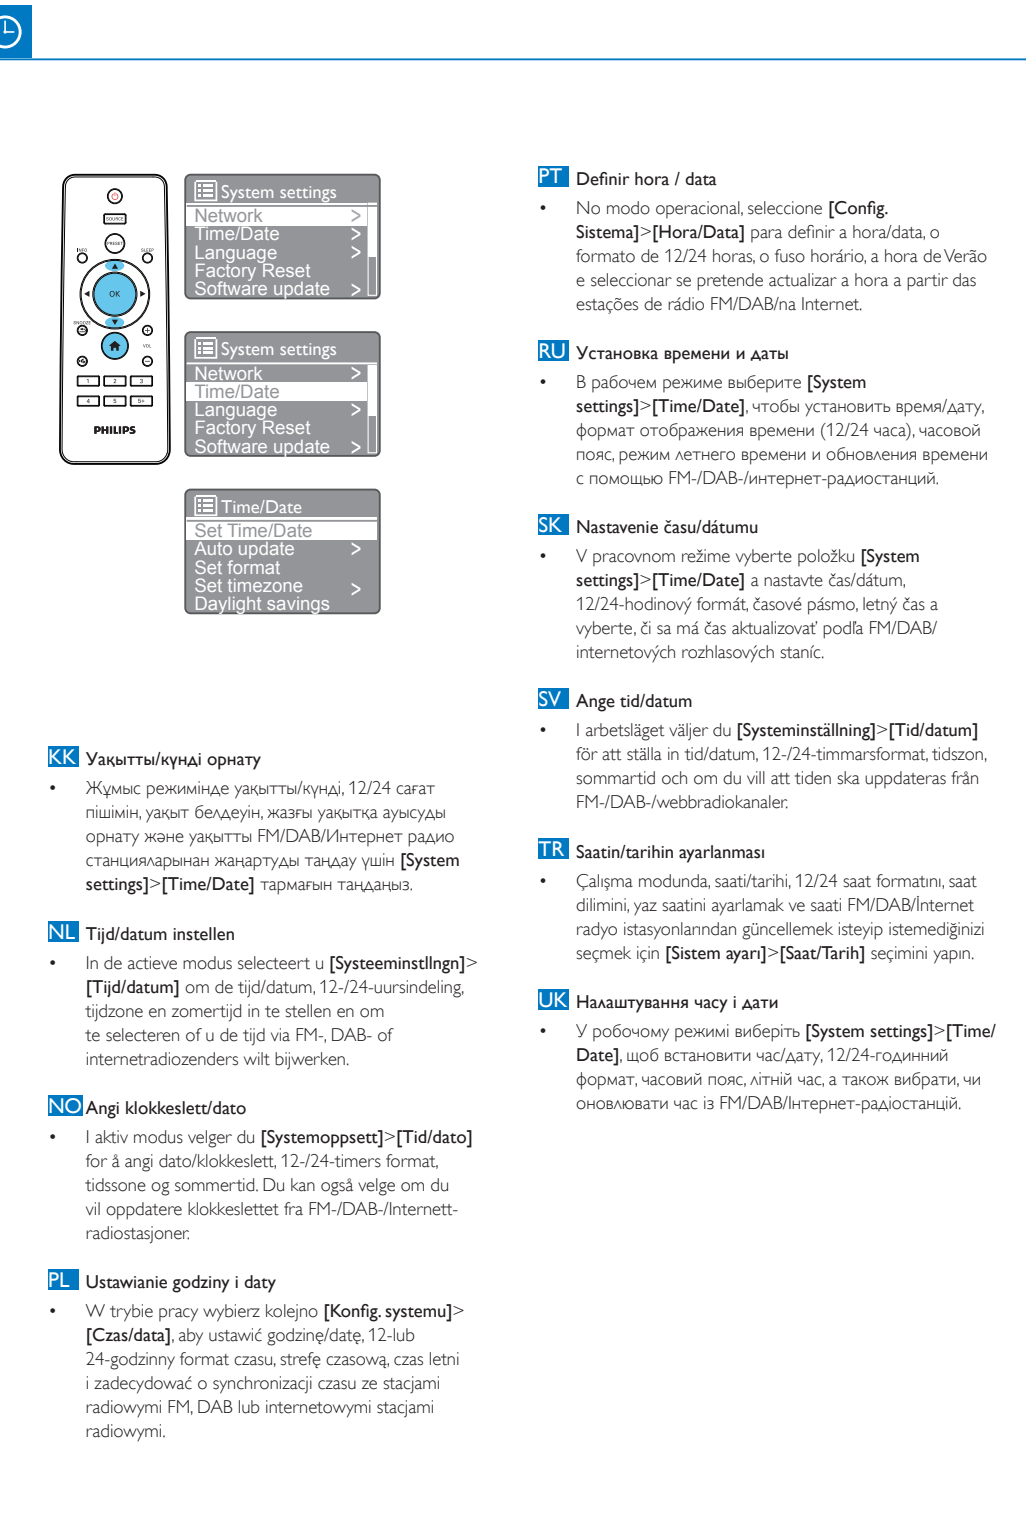 SOURCE
PRESET
INFO
SLEEP
OK
SNOOZE
VOL
1 2 3
4 5 5+
PHILIPS
System settings
Network >
Time/Date >
Language >
Factory Reset
Software update >
System settings
Network >
Time/Date
Language >
Factory Reset
Software update >
Time/Date
Set Time/Date
Auto update >
Set format
Set timezone >
Daylight savings
KK Уақытты/күнді орнату
• Жұмыс режимінде уақытты/күнді, 12/24 сағат
пішімін, уақыт белдеуін, жазғы уақытқа ауысуды
орнату және уақытты FM/DAB/Интернет радио
станцияларынан жаңартуды таңдау үшін [System
settings]>[Time/Date] тармағын таңдаңыз.
NL Tijd/datum instellen
• In de actieve modus selecteert u [Systeeminstllngn]>
[Tijd/datum] om de tijd/datum, 12-/24-uursindeling,
tijdzone en zomertijd in te stellen en om
te selecteren of u de tijd via FM-, DAB- of
internetradiozenders wilt bijwerken.
NO Angi klokkeslett/dato
• I aktiv modus velger du [Systemoppsett]>[Tid/dato]
for å angi dato/klokkeslett, 12-/24-timers format,
tidssone og sommertid. Du kan også velge om du
vil oppdatere klokkeslettet fra FM-/DAB-/Internett-
radiostasjoner.
PL Ustawianie godziny i daty
• W trybie pracy wybierz kolejno [Konfig. systemu]>
[Czas/data], aby ustawić godzinę/datę, 12-lub
24-godzinny format czasu, strefę czasową, czas letni
i zadecydować o synchronizacji czasu ze stacjami
radiowymi FM, DAB lub internetowymi stacjami
radiowymi.
PT Definir hora / data
• No modo operacional, seleccione [Config.
Sistema]>[Hora/Data] para definir a hora/data, o
formato de 12/24 horas, o fuso horário, a hora de Verão
e seleccionar se pretende actualizar a hora a partir das
estações de rádio FM/DAB/na Internet.
RU Установка времени и даты
• В рабочем режиме выберите [System
settings]>[Time/Date], чтобы установить время/дату,
формат отображения времени (12/24 часа), часовой
пояс, режим летнего времени и обновления времени
с помощью FM-/DAB-/интернет-радиостанций.
SK Nastavenie času/dátumu
• V pracovnom režime vyberte položku [System
settings]>[Time/Date] a nastavte čas/dátum,
12/24-hodinový formát, časové pásmo, letný čas a
vyberte, či sa má čas aktualizovať podľa FM/DAB/
internetových rozhlasových staníc.
SV Ange tid/datum
• I arbetsläget väljer du [Systeminställning]>[Tid/datum]
för att ställa in tid/datum, 12-/24-timmarsformat, tidszon,
sommartid och om du vill att tiden ska uppdateras från
FM-/DAB-/webbradiokanaler.
TR Saatin/tarihin ayarlanması
• Çalışma modunda, saati/tarihi, 12/24 saat formatını, saat
dilimini, yaz saatini ayarlamak ve saati FM/DAB/İnternet
radyo istasyonlarından güncellemek isteyip istemediğinizi
seçmek için [Sistem ayarı]>[Saat/Tarih] seçimini yapın.
UK Налаштування часу і дати
• У робочому режимі виберіть [System settings]>[Time/
Date], щоб встановити час/дату, 12/24-годинний
формат, часовий пояс, літній час, а також вибрати, чи
оновлювати час із FM/DAB/Інтернет-радіостанцій.